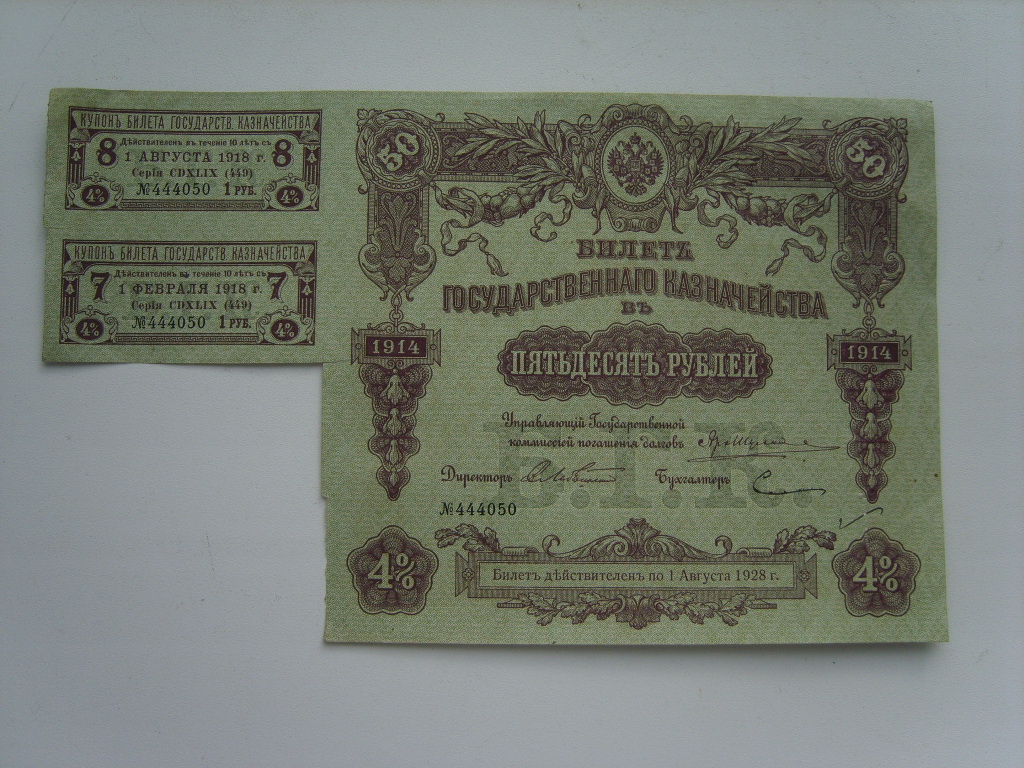 КУПОНЪ БИЛЕТА ГОСУДАРСТВ. КАЗНАЧЕЙСТВА
Дѣйствителенъ въ теченіе 10 лѣтъ съ
8 1 АВГУСТА 1918 г. 8
Серія CDXLIX (449)
№444050 1 РУБ.
4% 4%
КУПОНЪ БИЛЕТА ГОСУДАРСТВ. КАЗНАЧЕЙСТВА
Дѣйствителенъ въ теченіе 10 лѣтъ съ
7 1 ФЕВРАЛЯ 1918 г. 7
Серія CDXLIX (449)
№444050 1 РУБ.
4% 4%
50 50
БИЛЕТЪ
ГОСУДАРСТВЕННАГО КАЗНАЧЕЙСТВА
ВЪ
1914 1914
ПЯТЬДЕСЯТЪ РУБЛЕЙ
Управляющій Государственной
коммиссіей погашенія долговъ
Директоръ Бухгалтеръ
№444050
4% 4%
Билетъ дѣйствителенъ по 1 Августа 1928 г.